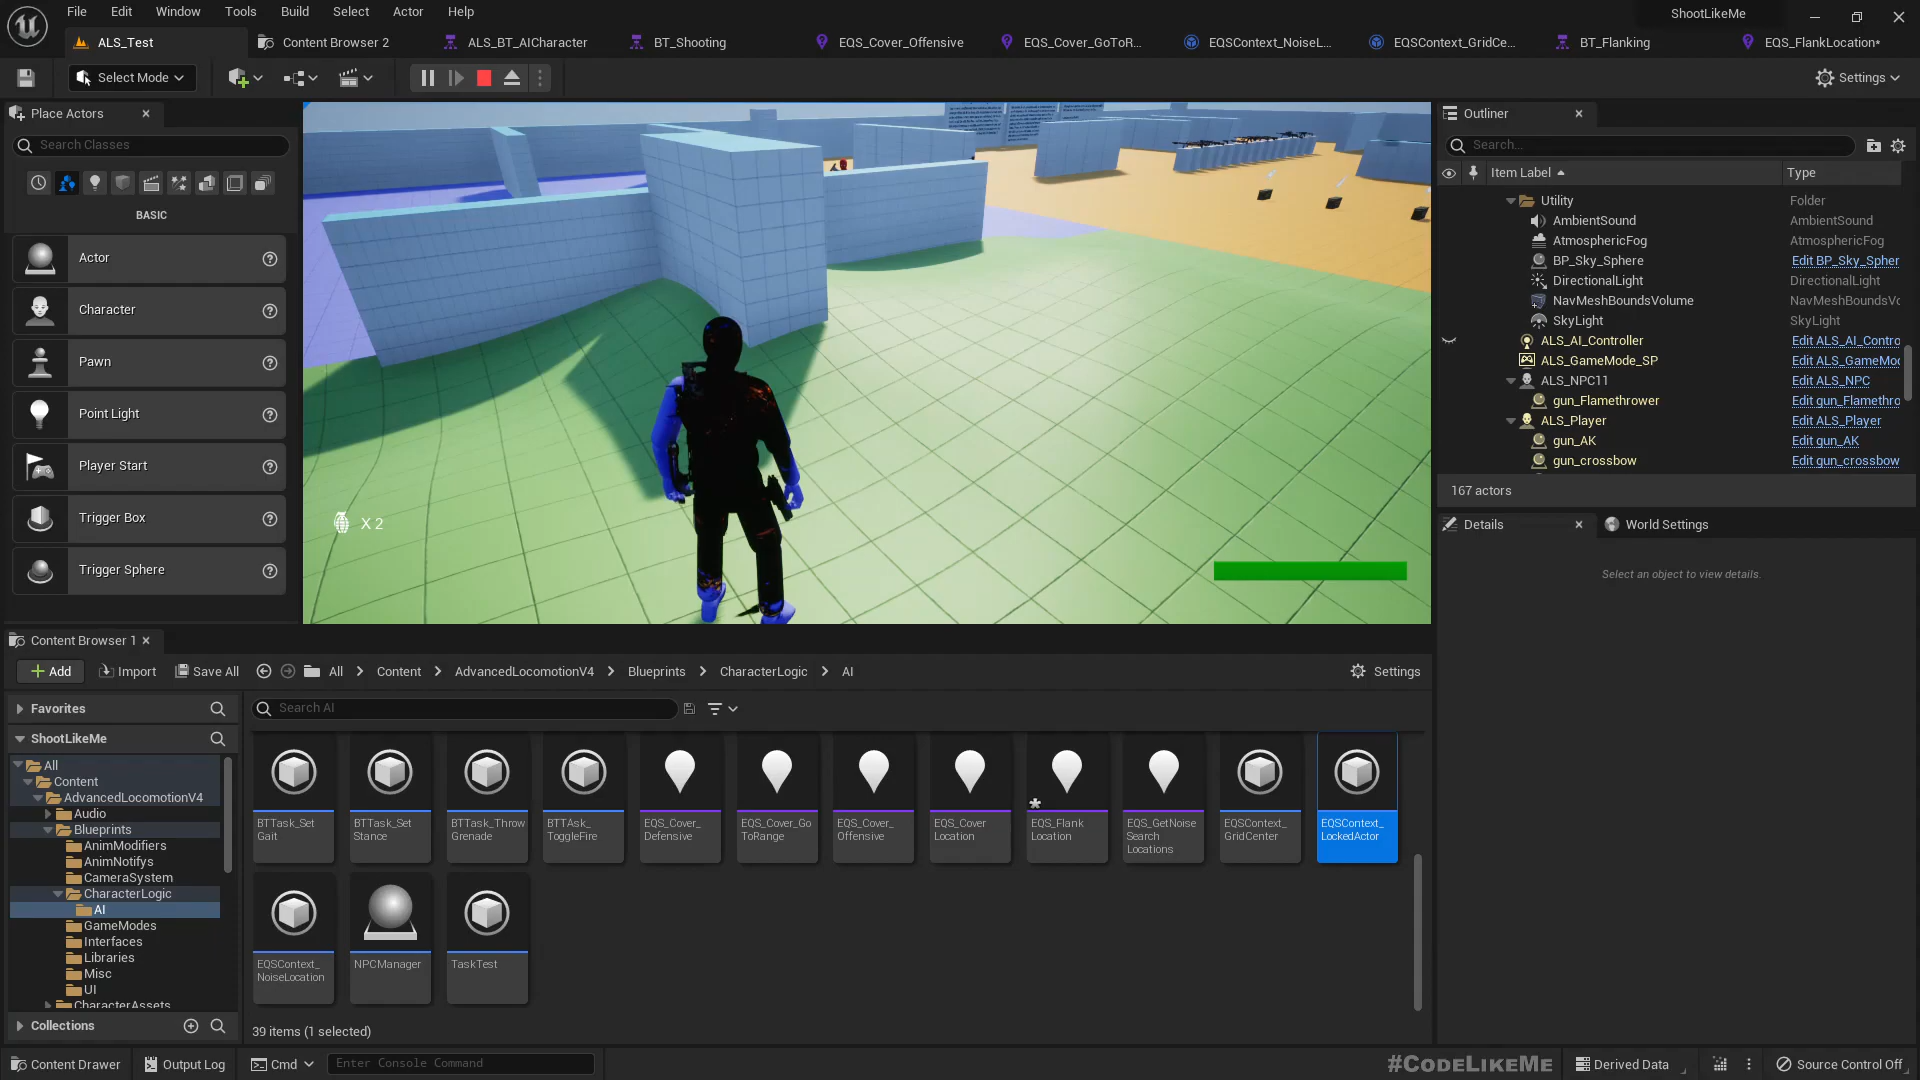 File Edit Window Tools Build Select Actor Help
ShootLikeMe
ALS_Test
Content Browser 2
ALS_BT_AICharacter
BT_Shooting
EQS_Cover_Offensive
EQS_Cover_GoToR...
EQSContext_NoiseL...
EQSContext_GridCe...
BT_Flanking
EQS_FlankLocation*
Select Mode
Settings
Place Actors
Search Classes
BASIC
Actor
Character
Pawn
Point Light
Player Start
Trigger Box
Trigger Sphere
X 2
Outliner
Search...
Item Label
Type
Utility Folder
AmbientSound AmbientSound
AtmosphericFog AtmosphericFog
BP_Sky_Sphere Edit BP_Sky_Spher
DirectionalLight DirectionalLight
NavMeshBoundsVolume NavMeshBoundsVo
SkyLight SkyLight
ALS_AI_Controller Edit ALS_AI_Contro
ALS_GameMode_SP Edit ALS_GameMod
ALS_NPC11 Edit ALS_NPC
gun_Flamethrower Edit gun_Flamethro
ALS_Player Edit ALS_Player
gun_AK Edit gun_AK
gun_crossbow Edit gun_crossbow
167 actors
Details
World Settings
Select an object to view details.
Content Browser 1
Add
Import
Save All
All Content AdvancedLocomotionV4 Blueprints CharacterLogic AI
Settings
Favorites
ShootLikeMe
All
Content
AdvancedLocomotionV4
Audio
Blueprints
AnimModifiers
AnimNotifys
CameraSystem
CharacterLogic
AI
GameModes
Interfaces
Libraries
Misc
UI
CharacterAssets
Collections
Search AI
BTTask_Set
Gait
BTTask_Set
Stance
BTTask_Throw
Grenade
BTTAsk_
ToggleFire
EQS_Cover_
Defensive
EQS_Cover_Go
ToRange
EQS_Cover_
Offensive
EQS_Cover
Location
EQS_Flank
Location
EQS_GetNoise
Search
Locations
EQSContext_
GridCenter
EQSContext_
LockedActor
EQSContext_
NoiseLocation
NPCManager
TaskTest
39 items (1 selected)
Content Drawer
Output Log
Cmd
Enter Console Command
#CodeLikeMe
Derived Data
Source Control Off